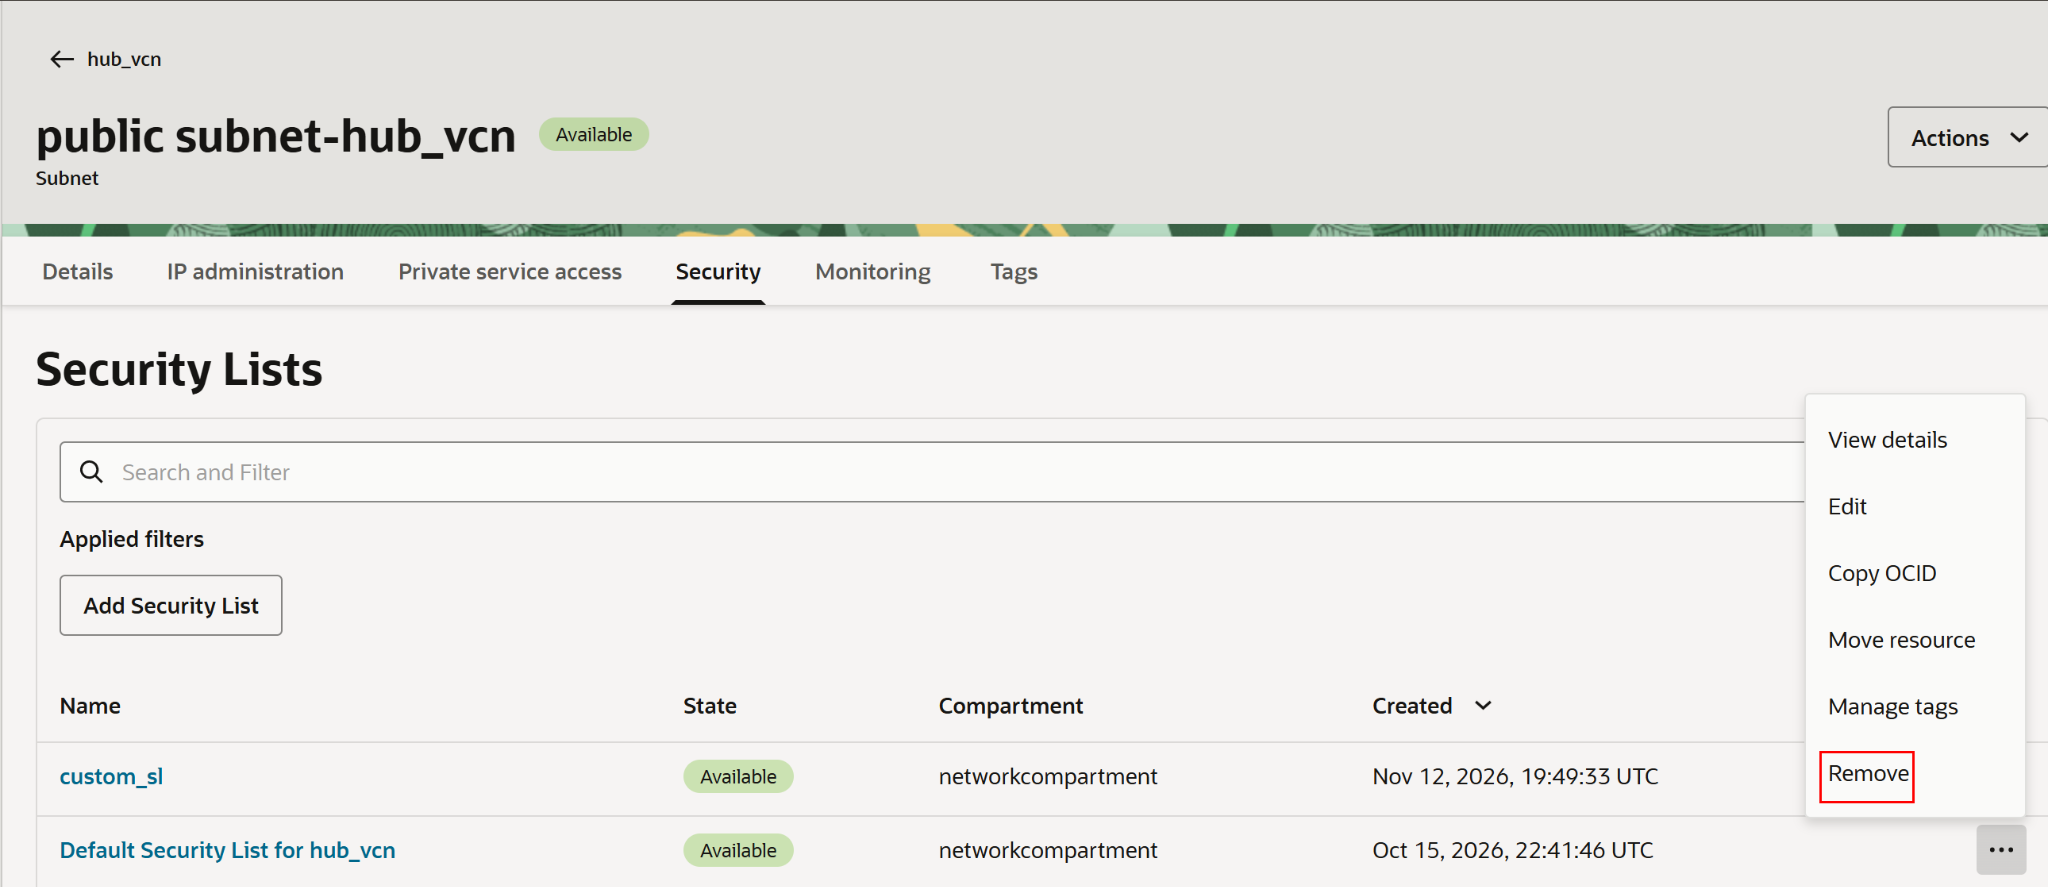 hub_vcn
public subnet-hub_vcn Available
Subnet
Actions
Details IP administration Private service access Security Monitoring Tags
Security Lists
Search and Filter
Applied filters
Add Security List
View details
Edit
Copy OCID
Move resource
Manage tags
Remove
Name State Compartment Created
custom_sl Available networkcompartment Nov 12, 2026, 19:49:33 UTC
Default Security List for hub_vcn Available networkcompartment Oct 15, 2026, 22:41:46 UTC